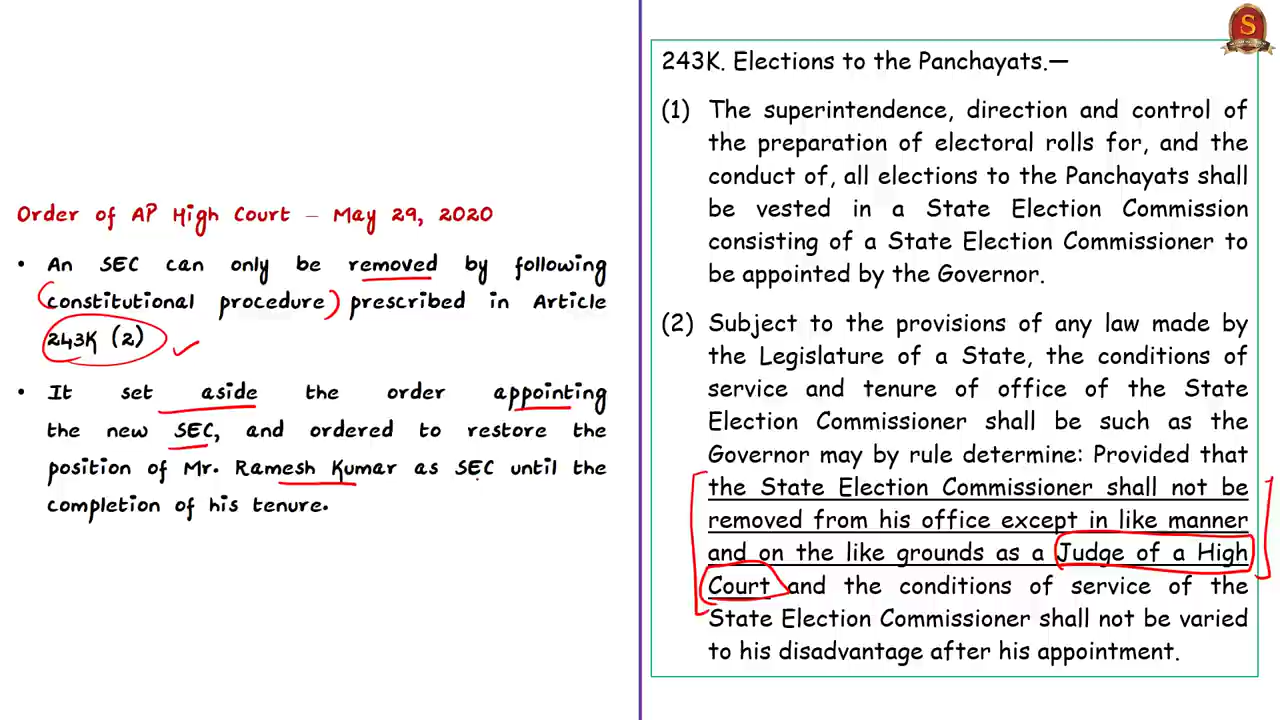 Order of AP High Court – May 29, 2020
• An SEC can only be removed by following
(constitutional procedure) prescribed in Article
243K (2)
• It set aside the order appointing
the new SEC, and ordered to restore the
position of Mr. Ramesh Kumar as SEC until the
completion of his tenure.
S
243K. Elections to the Panchayats.—
(1) The superintendence, direction and control of
the preparation of electoral rolls for, and the
conduct of, all elections to the Panchayats shall
be vested in a State Election Commission
consisting of a State Election Commissioner to
be appointed by the Governor.
(2) Subject to the provisions of any law made by
the Legislature of a State, the conditions of
service and tenure of office of the State
Election Commissioner shall be such as the
Governor may by rule determine: Provided that
the State Election Commissioner shall not be
removed from his office except in like manner
and on the like grounds as a Judge of a High
Court and the conditions of service of the
State Election Commissioner shall not be varied
to his disadvantage after his appointment.